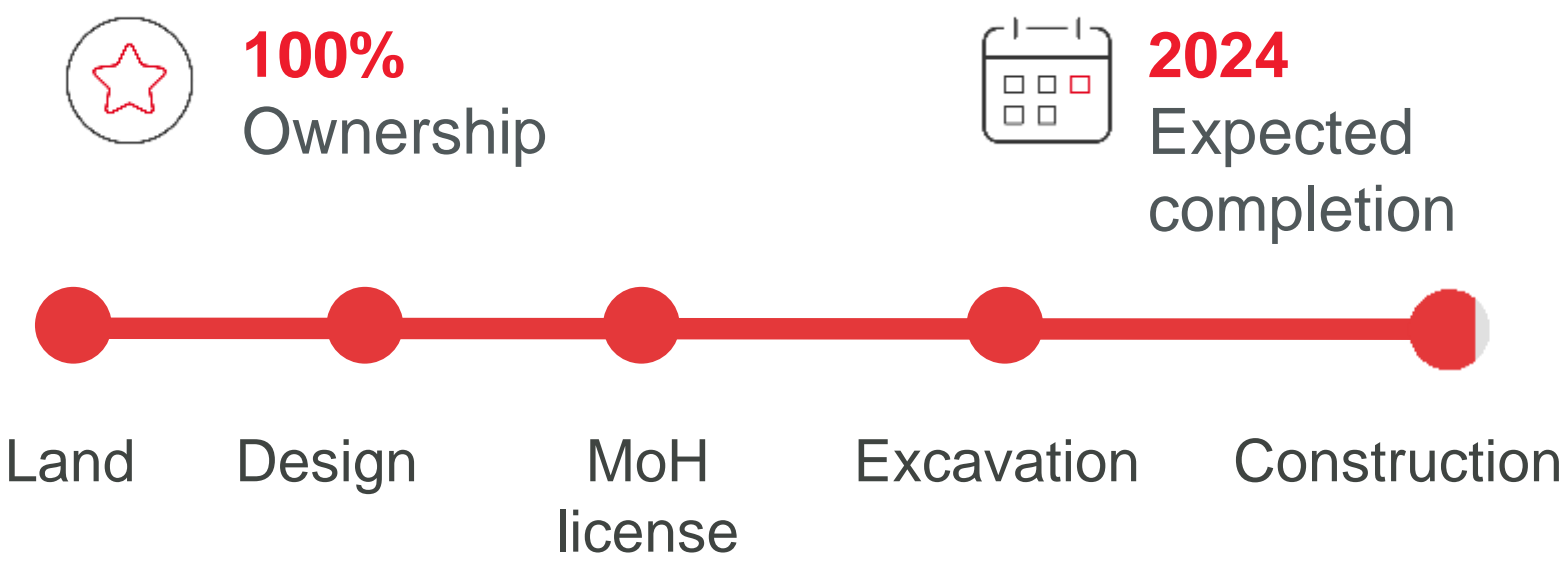 100%
Ownership
2024
Expected
completion
Land
Design
MoH
license
Excavation
Construction